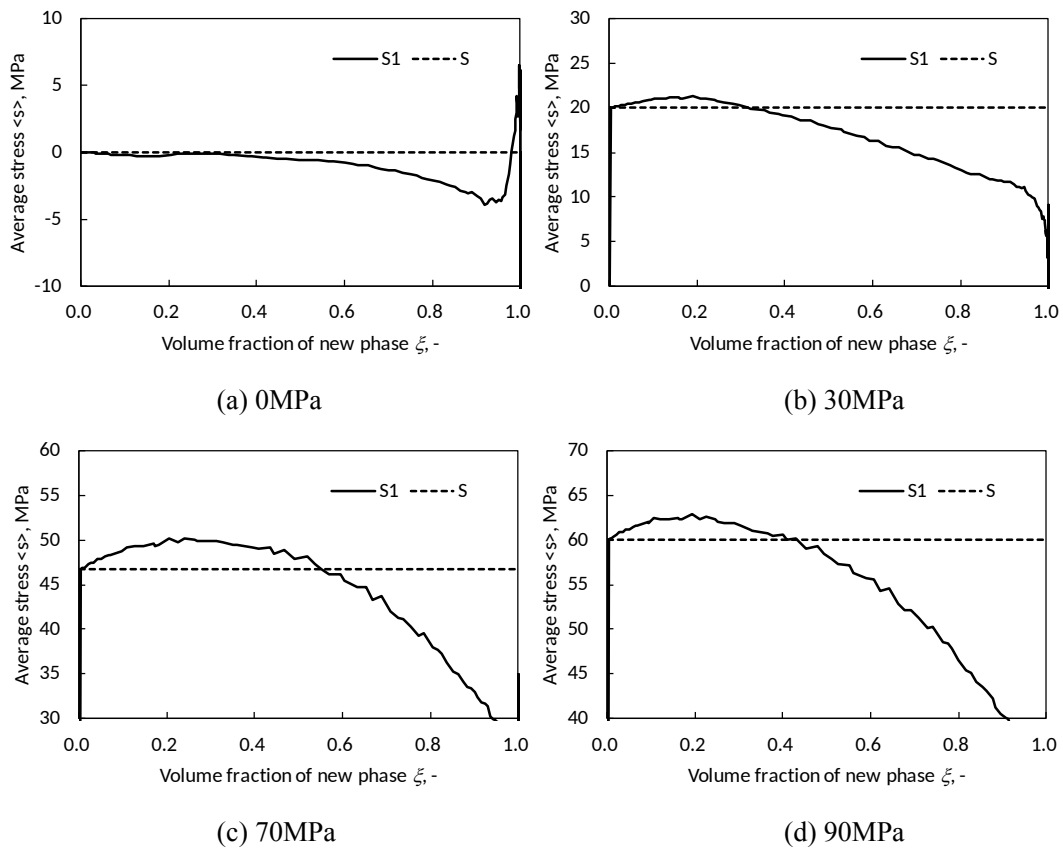 10
5
0
-5
-10
Average stress <s>, MPa
S1 S
0.0 0.2 0.4 0.6 0.8 1.0
Volume fraction of new phase ξ, -
(a) 0MPa
30
25
20
15
10
5
0
Average stress <s>, MPa
S1 S
0.0 0.2 0.4 0.6 0.8 1.0
Volume fraction of new phase ξ, -
(b) 30MPa
60
55
50
45
40
35
30
Average stress <s>, MPa
S1 S
0.0 0.2 0.4 0.6 0.8 1.0
Volume fraction of new phase ξ, -
(c) 70MPa
70
65
60
55
50
45
40
Average stress <s>, MPa
S1 S
0.0 0.2 0.4 0.6 0.8 1.0
Volume fraction of new phase ξ, -
(d) 90MPa